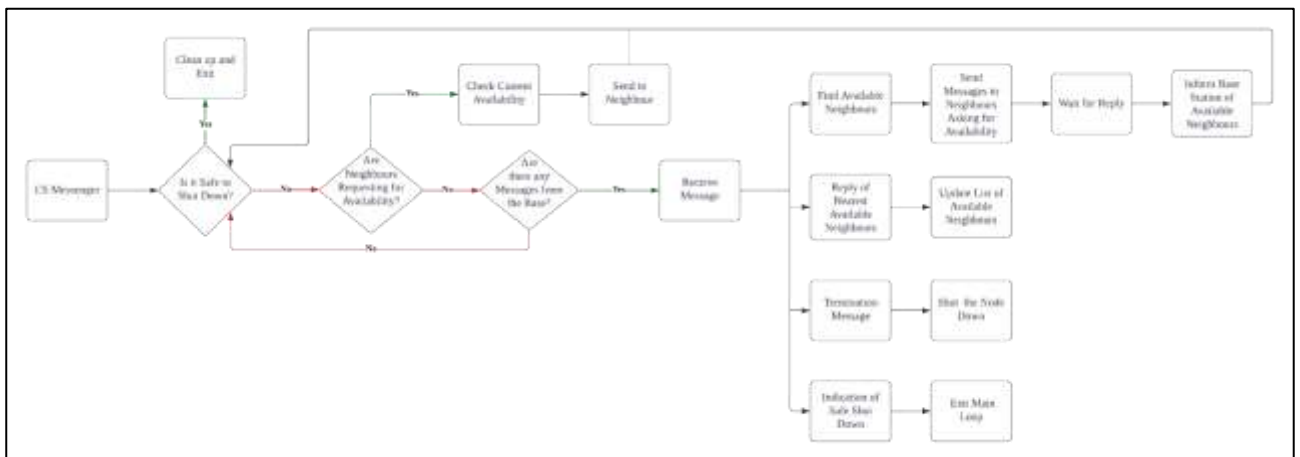 Clean up and
Exit
Yes
CS Messenger
Is it Safe to
Shut Down?
No
Are
Neighbours
Requesting for
Availability?
Yes
Check Current
Availability
Send to
Neighbour
No
Are
there any
Messages from
the Base?
No
Yes
Receive
Message
Find Available
Neighbours
Send
Messages to
Neighbours
Asking for
Availability
Wait for Reply
Inform Base
Station of
Available
Neighbours
Reply of
Nearest
Available
Neighbours
Update List of
Available
Neighbours
Termination
Message
Shut the Node
Down
Indication of
Safe Shut
Down
Exit Main
Loop